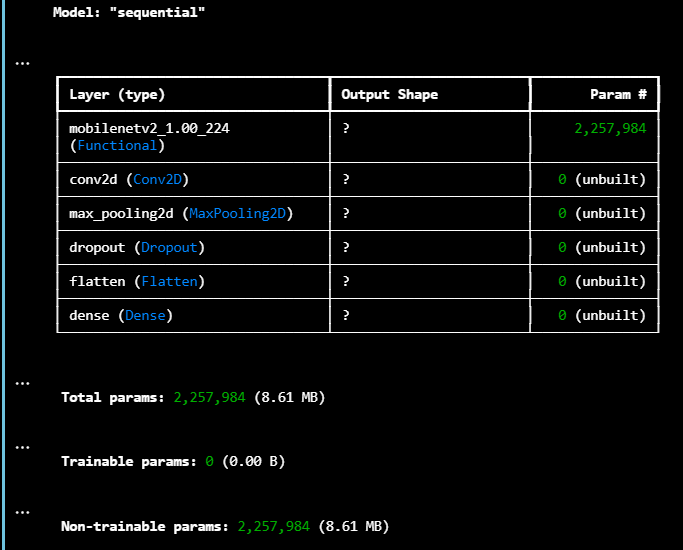 Model: "sequential"
...
Layer (type) Output Shape Param #
mobilenetv2_1.00_224 ? 2,257,984
(Functional)
conv2d (Conv2D) ? 0 (unbuilt)
max_pooling2d (MaxPooling2D) ? 0 (unbuilt)
dropout (Dropout) ? 0 (unbuilt)
flatten (Flatten) ? 0 (unbuilt)
dense (Dense) ? 0 (unbuilt)
...
Total params: 2,257,984 (8.61 MB)
...
Trainable params: 0 (0.00 B)
...
Non-trainable params: 2,257,984 (8.61 MB)